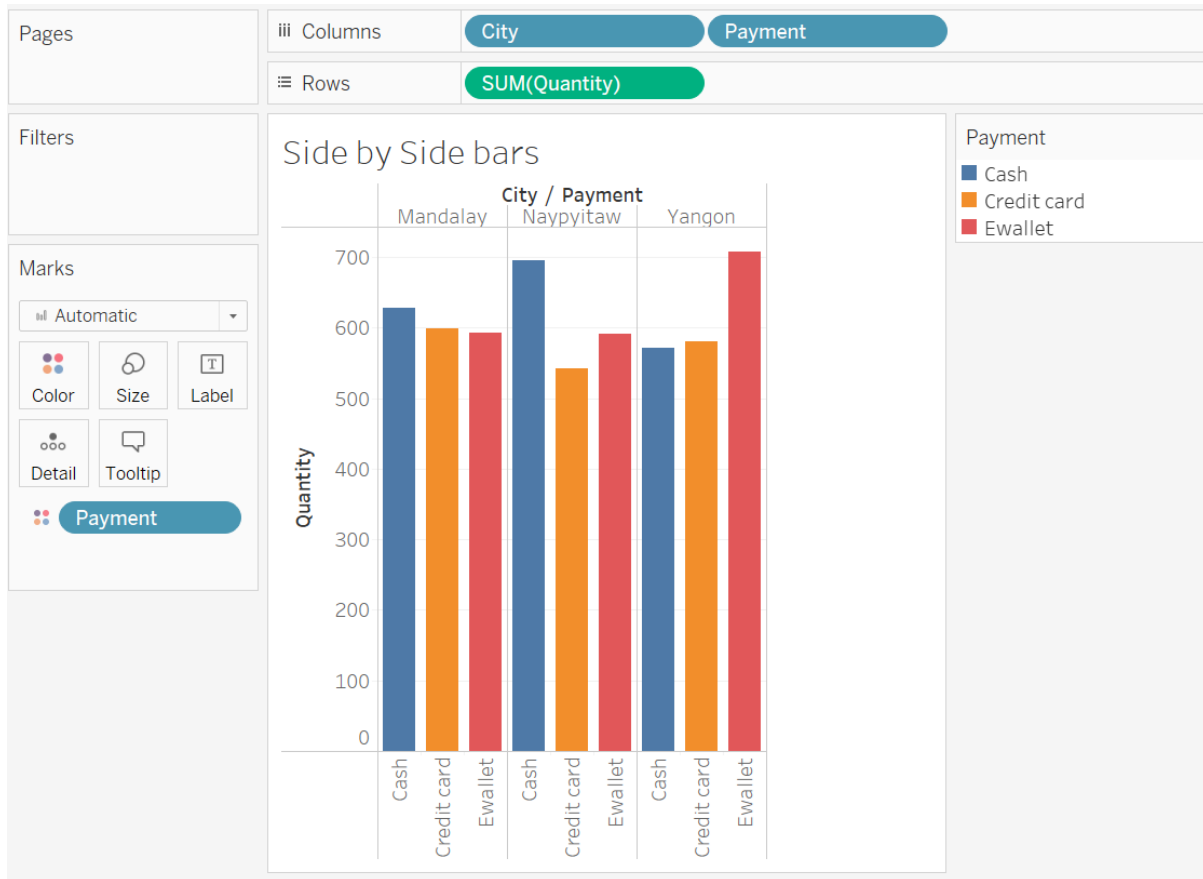 Pages
Columns
City
Payment
Rows
SUM(Quantity)
Filters
Marks
Automatic
Color
Size
Label
Detail
Tooltip
Payment
Side by Side bars
City / Payment
Mandalay
Naypyitaw
Yangon
Quantity
700
600
500
400
300
200
100
0
Cash
Credit card
Ewallet
Cash
Credit card
Ewallet
Cash
Credit card
Ewallet
Payment
Cash
Credit card
Ewallet